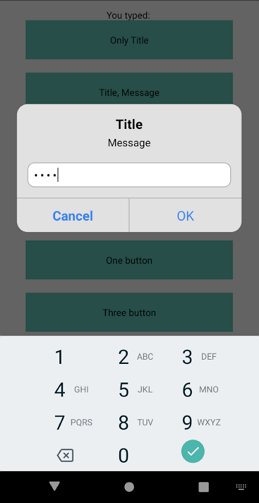 You typed:
Only Title
Title, Message
Title
Message
••••
Cancel OK
One button
Three button
1 2 ABC 3 DEF
4 GHI 5 JKL 6 MNO
7 PQRS 8 TUV 9 WXYZ
0